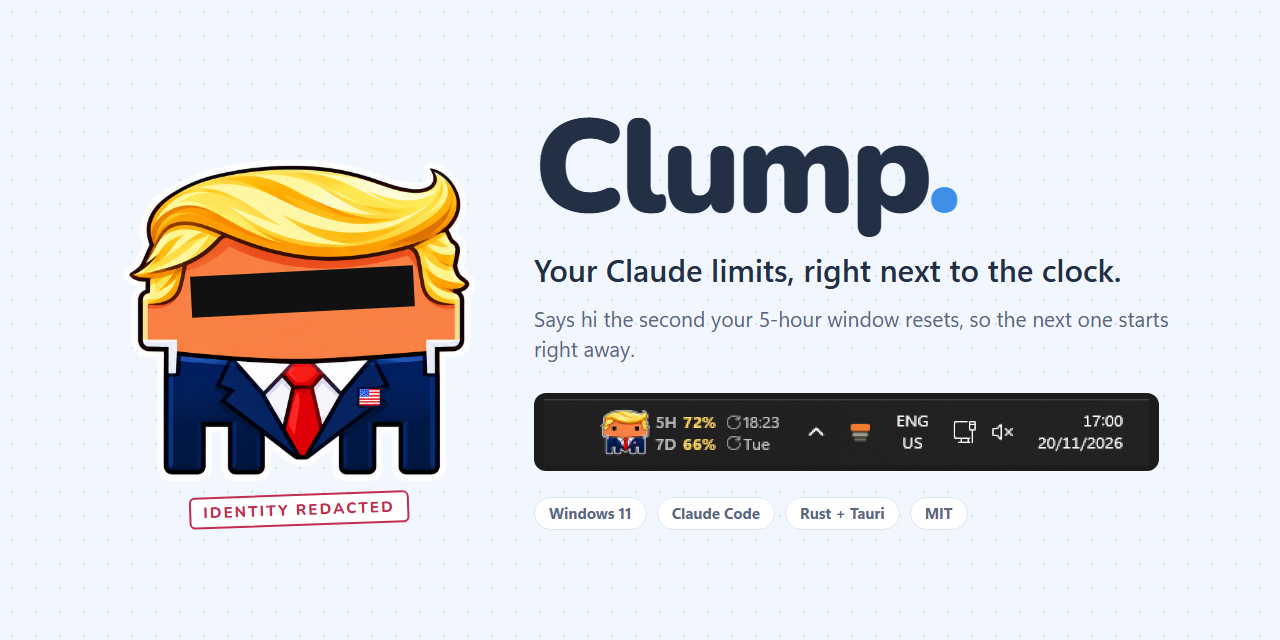 Clump.
Your Claude limits, right next to the clock.
Says hi the second your 5-hour window resets, so the next one starts
right away.
5H 72% 18:23
7D 66% Tue
ENG
US
17:00
20/11/2026
Windows 11
Claude Code
Rust + Tauri
MIT
IDENTITY REDACTED